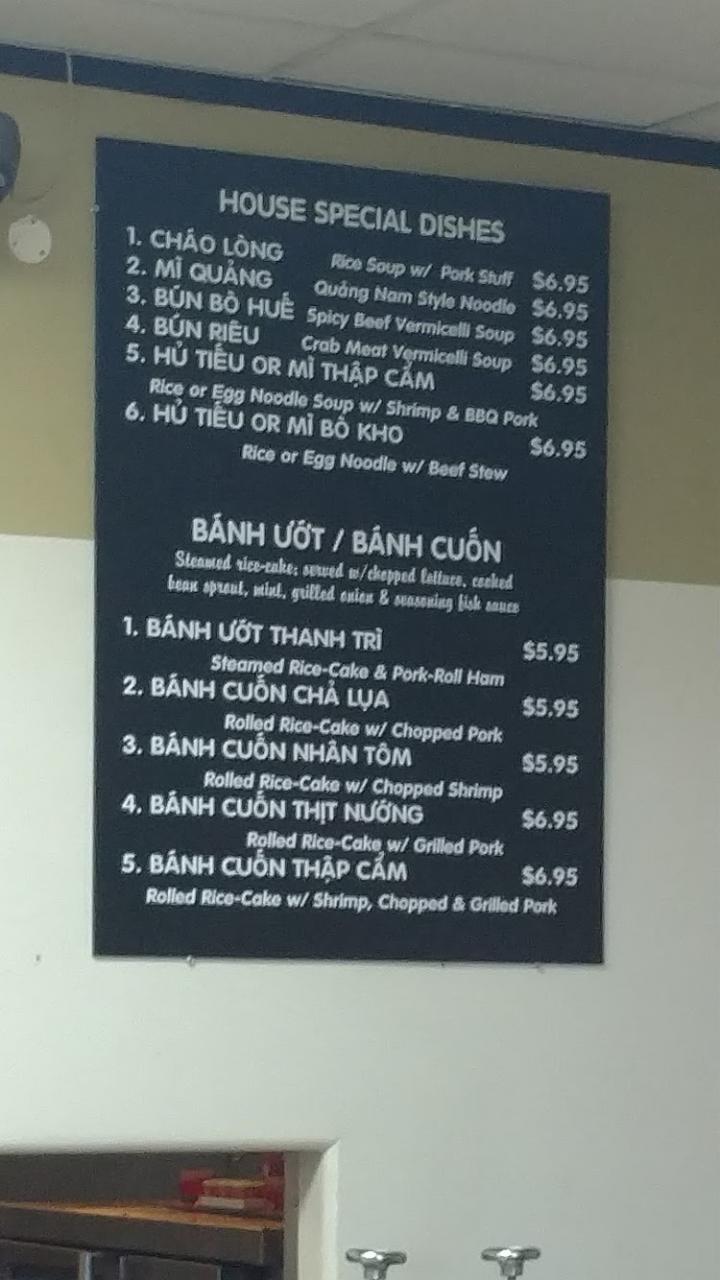 HOUSE SPECIAL DISHES
1. CHÁO LÒNG Rice Soup w/ Pork Stuff $6.95
2. MÌ QUẢNG Quảng Nam Style Noodle $6.95
3. BÚN BÒ HUẾ Spicy Beef Vermicelli Soup $6.95
4. BÚN RIÊU Crab Meat Vermicelli Soup $6.95
5. HỦ TIẾU OR MÌ THẬP CẨM $6.95
Rice or Egg Noodle Soup w/ Shrimp & BBQ Pork
6. HỦ TIẾU OR MÌ BÒ KHO $6.95
Rice or Egg Noodle w/ Beef Stew
BÁNH ƯỚT / BÁNH CUỐN
Steamed rice-cake; served w/chopped lettuce, cooked
bean sprout, mint, grilled onion & seasoning fish sauce
1. BÁNH ƯỚT THANH TRÌ $5.95
Steamed Rice-Cake & Pork-Roll Ham
2. BÁNH CUỐN CHẢ LỤA $5.95
Rolled Rice-Cake w/ Chopped Pork
3. BÁNH CUỐN NHÂN TÔM $5.95
Rolled Rice-Cake w/ Chopped Shrimp
4. BÁNH CUỐN THỊT NƯỚNG $6.95
Rolled Rice-Cake w/ Grilled Pork
5. BÁNH CUỐN THẬP CẨM $6.95
Rolled Rice-Cake w/ Shrimp, Chopped & Grilled Pork